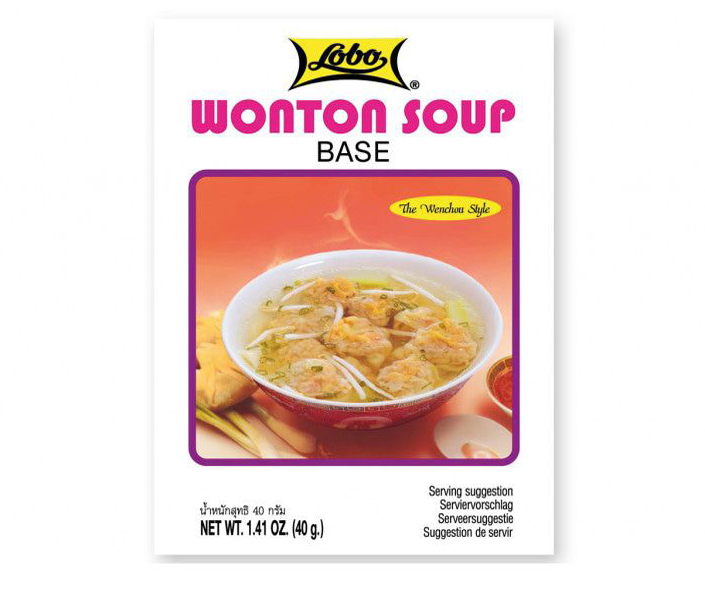 Lobo
®
WONTON SOUP
BASE
The Wenchou Style
Serving suggestion
Serviervorschlag
Serveersuggestie
Suggestion de servir
น้ำหนักสุทธิ 40 กรัม
NET WT. 1.41 OZ. (40 g.)